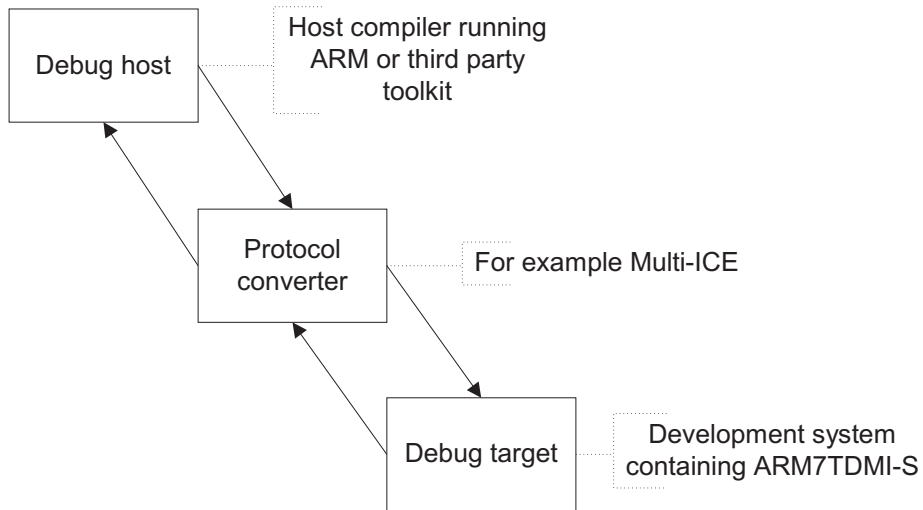 Debug host
Host compiler running
ARM or third party
toolkit
Protocol
converter
For example Multi-ICE
Debug target
Development system
containing ARM7TDMI-S